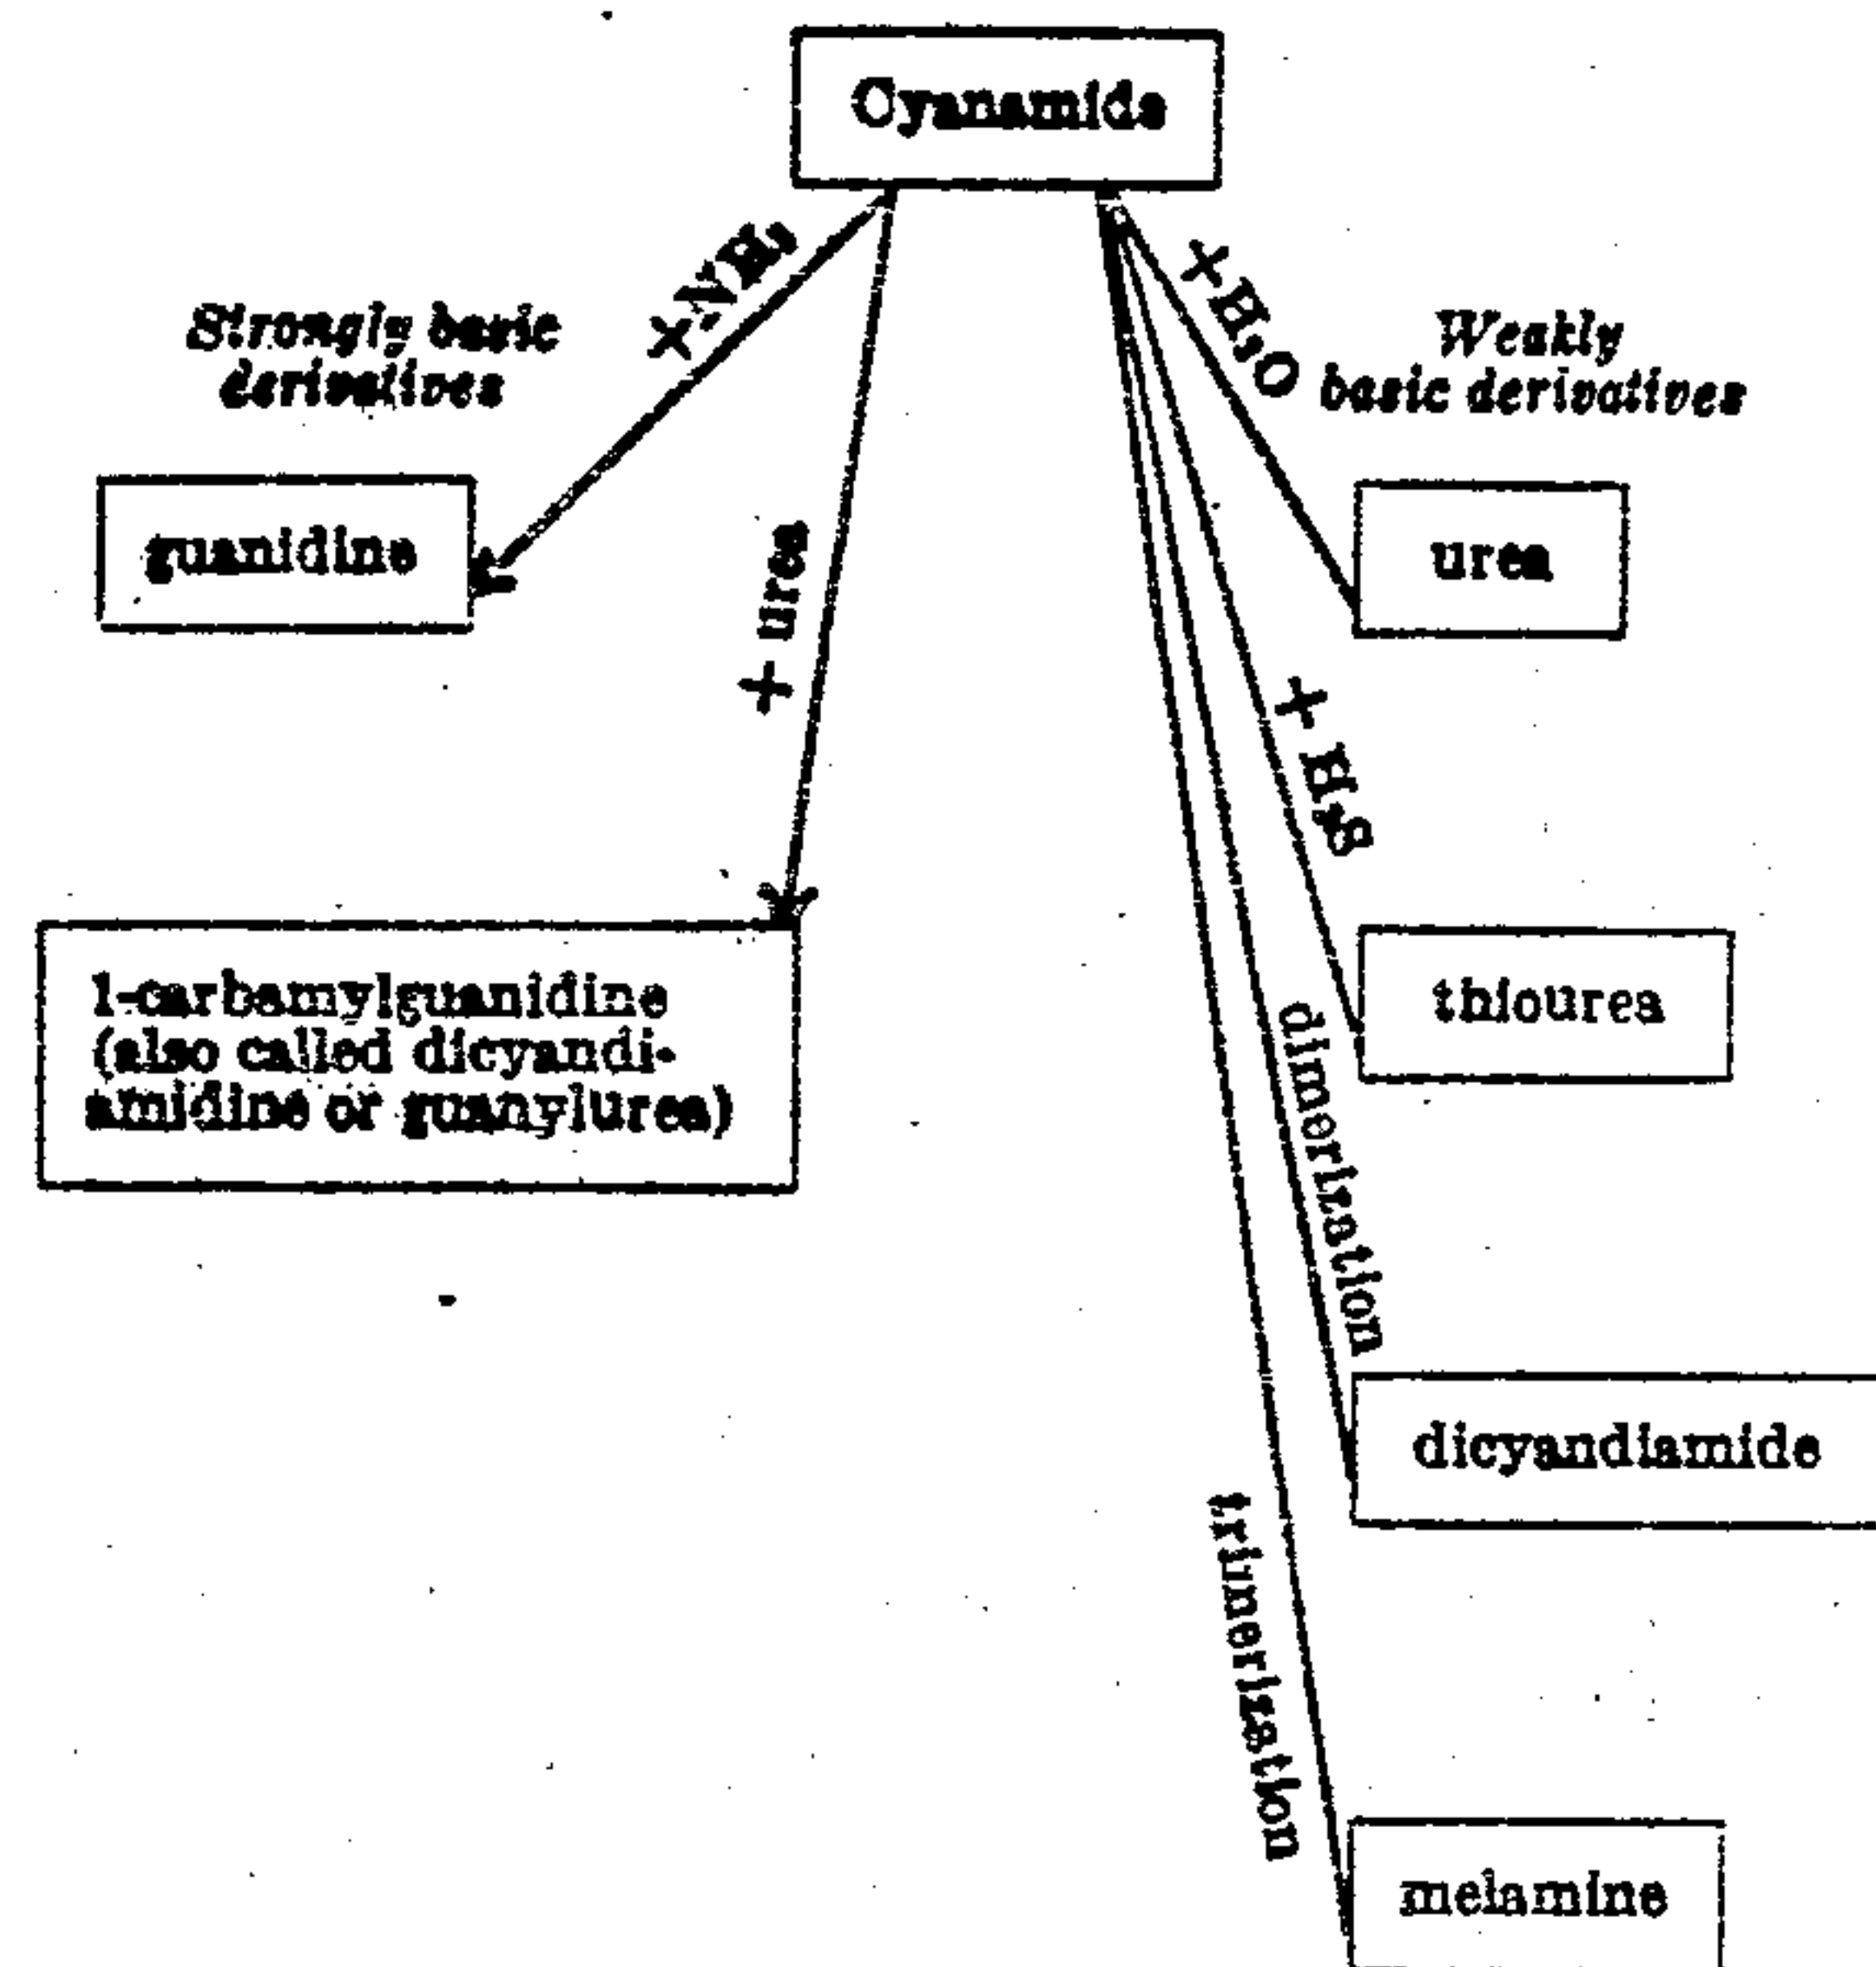 Cyanamide
+ NH₃
+ H₂O
Strongly basic
derivatives
Weakly
basic derivatives
guanidine
urea
+ urea
+ H₂S
1-carbamylguanidine
(also called dicyandi-
amidine or guanylurea)
thiourea
dimerization
dicyandiamide
trimerization
melamine